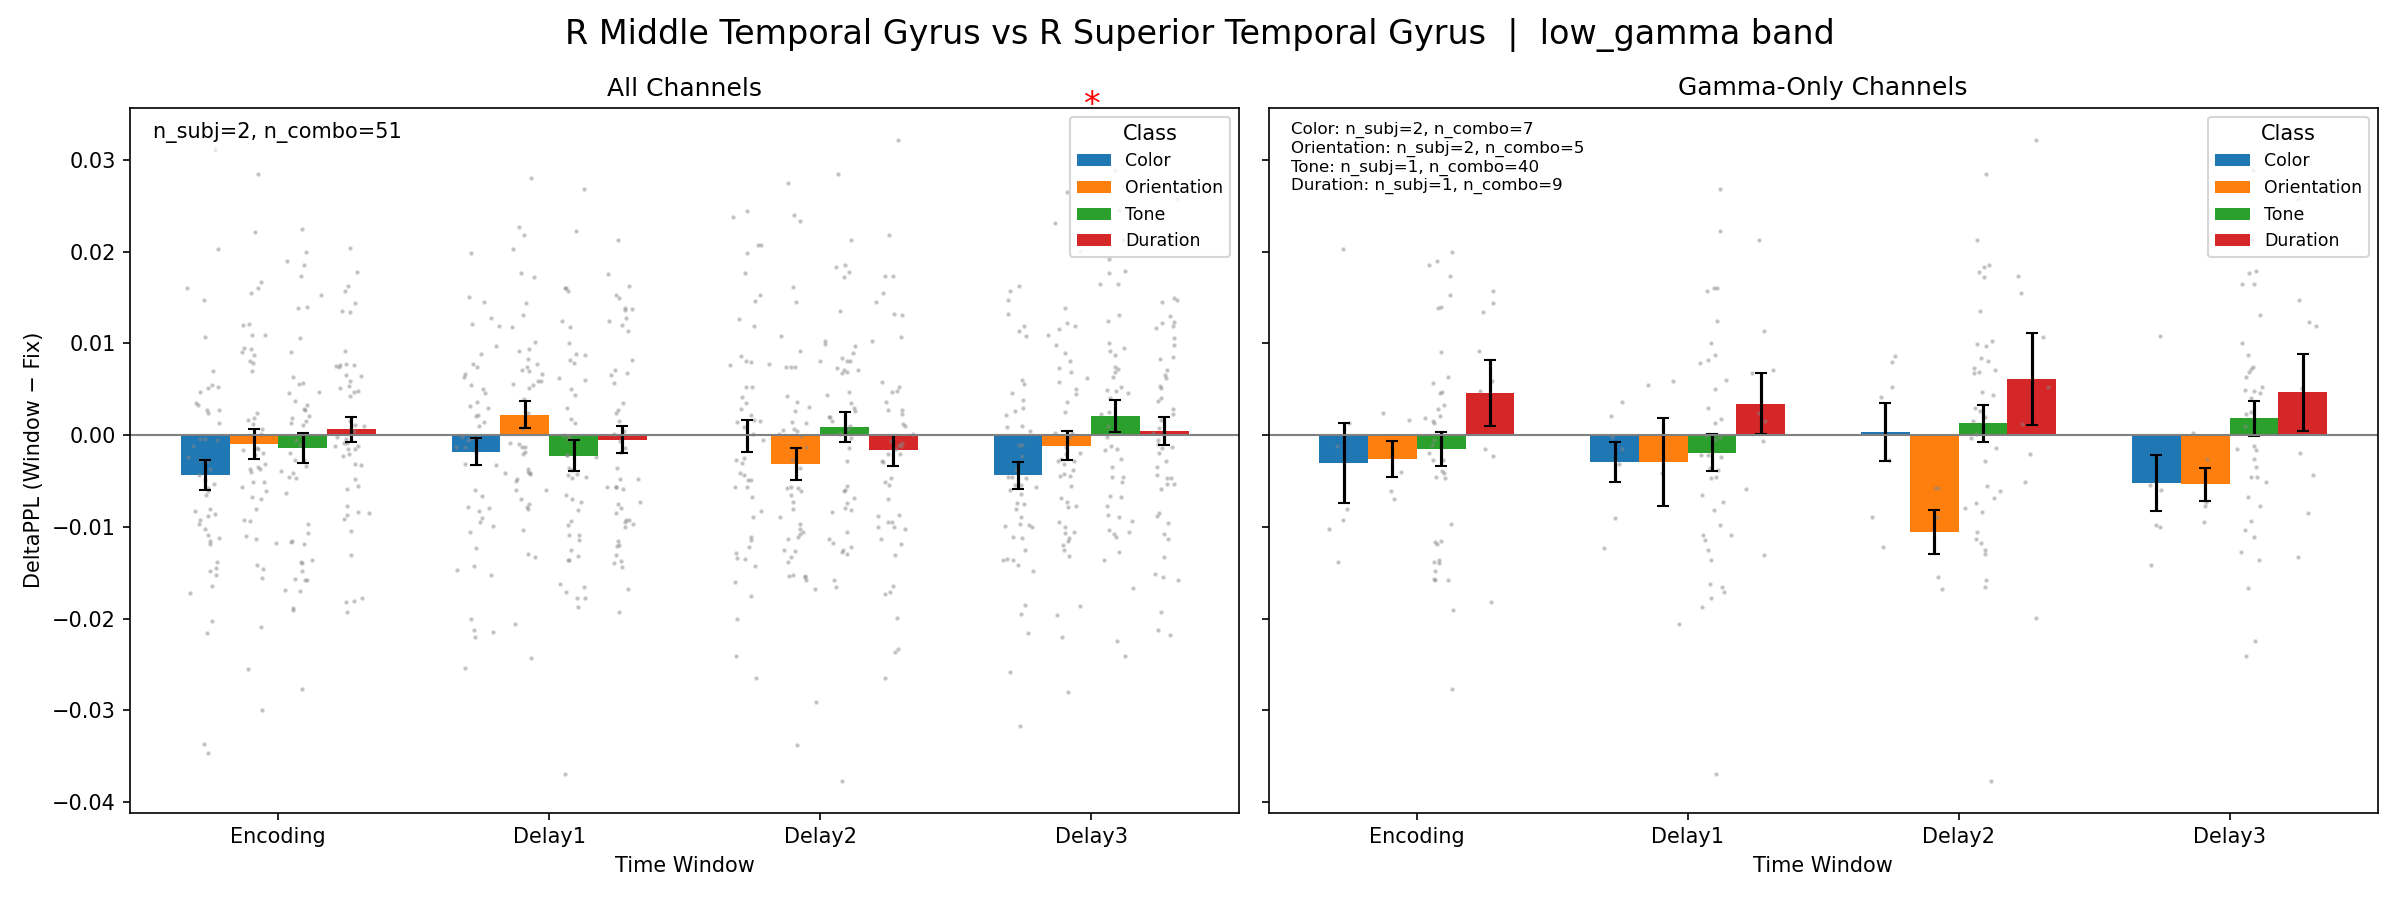 R Middle Temporal Gyrus vs R Superior Temporal Gyrus | low_gamma band
All Channels
*
n_subj=2, n_combo=51
Class
Color
Orientation
Tone
Duration
0.03
0.02
0.01
0.00
−0.01
−0.02
−0.03
−0.04
DeltaPPL (Window − Fix)
Encoding
Delay1
Delay2
Delay3
Time Window
Gamma-Only Channels
Color: n_subj=2, n_combo=7
Orientation: n_subj=2, n_combo=5
Tone: n_subj=1, n_combo=40
Duration: n_subj=1, n_combo=9
Class
Color
Orientation
Tone
Duration
Encoding
Delay1
Delay2
Delay3
Time Window